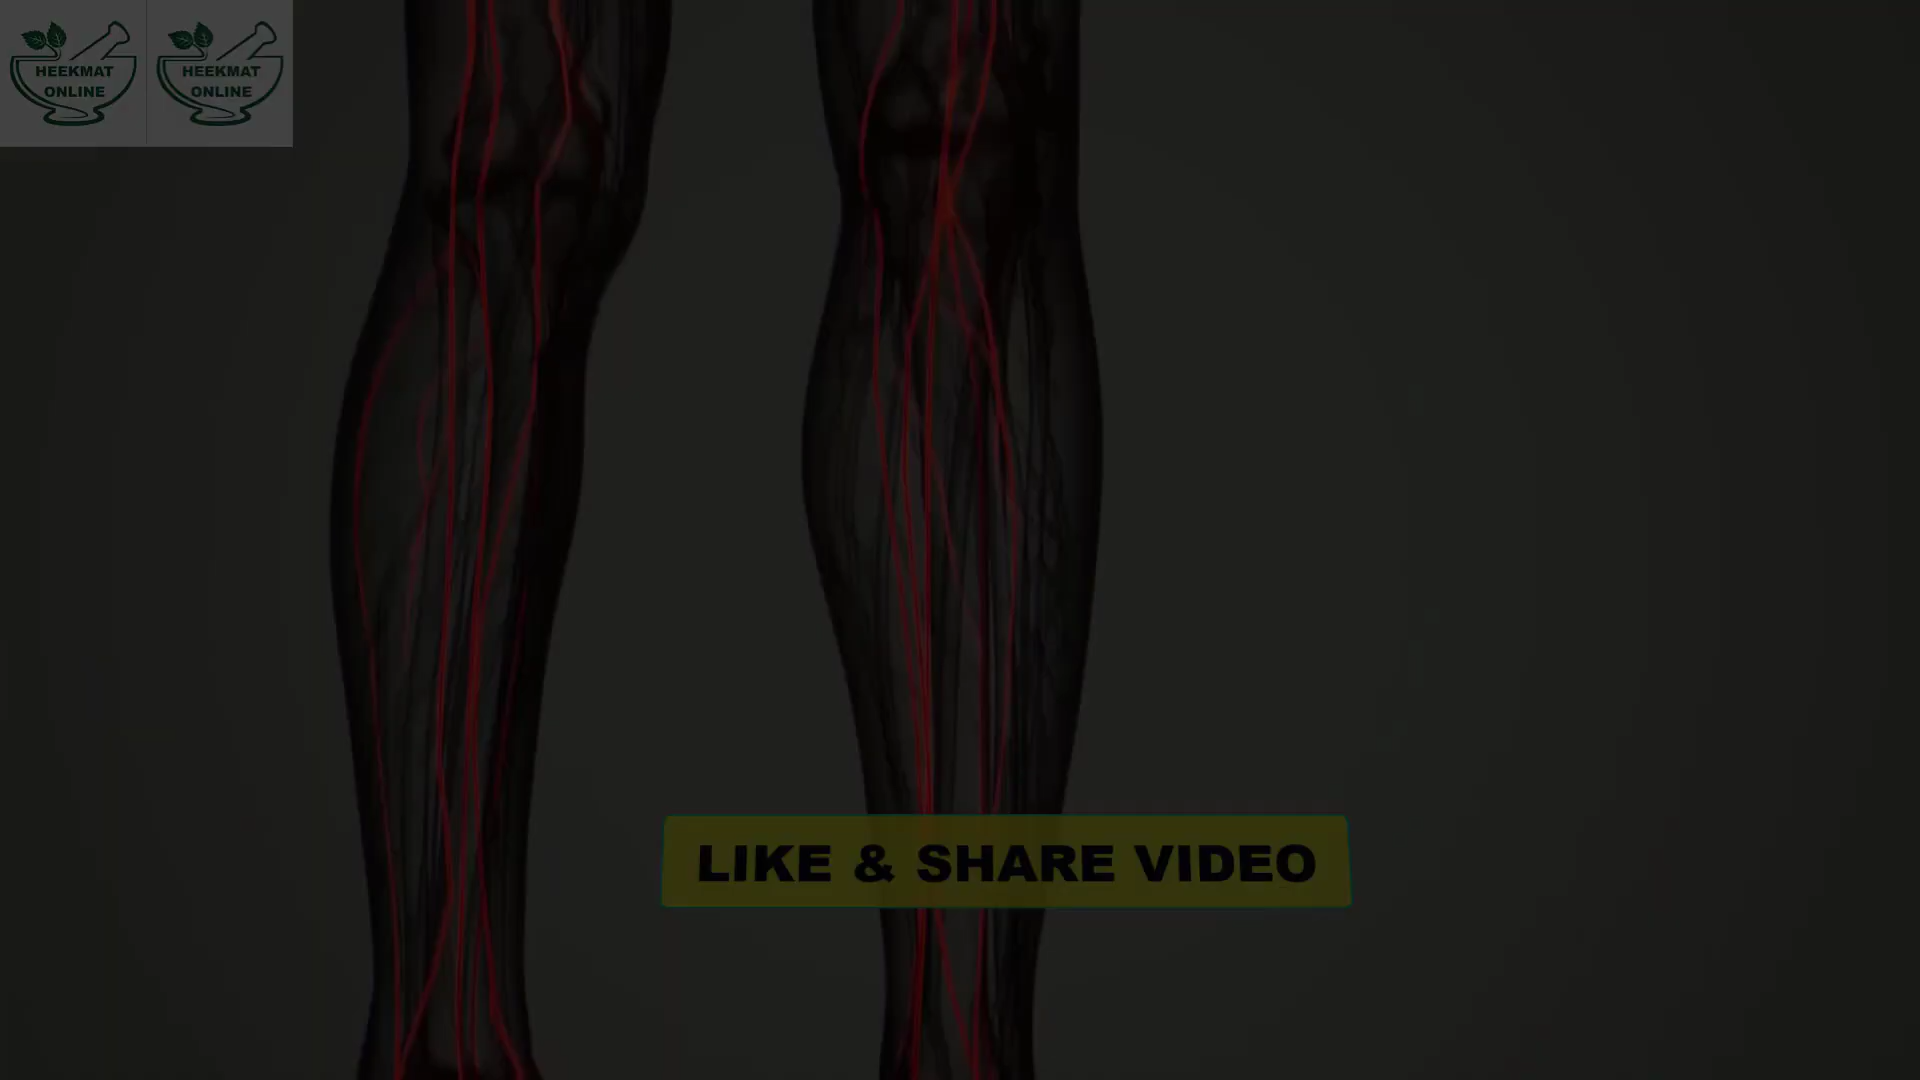 HEEKMAT
ONLINE
HEEKMAT
ONLINE
LIKE & SHARE VIDEO